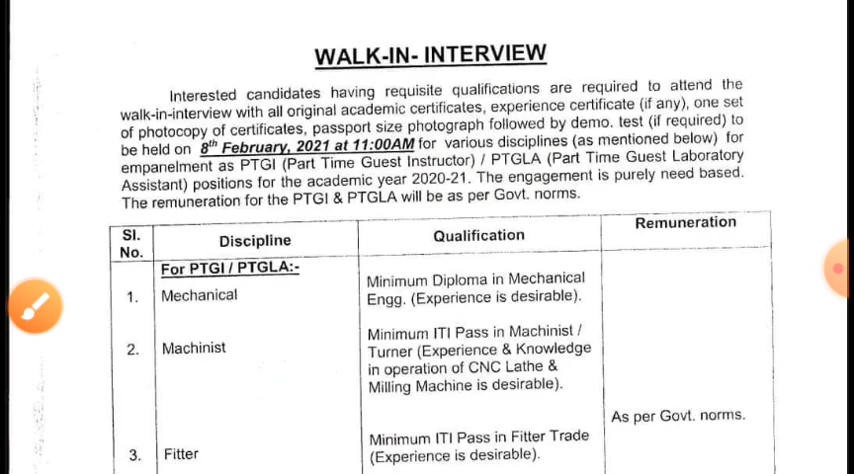 WALK-IN- INTERVIEW
Interested candidates having requisite qualifications are required to attend the
walk-in-interview with all original academic certificates, experience certificate (if any), one set
of photocopy of certificates, passport size photograph followed by demo. test (if required) to
be held on 8th February, 2021 at 11:00AM for various disciplines (as mentioned below) for
empanelment as PTGI (Part Time Guest Instructor) / PTGLA (Part Time Guest Laboratory
Assistant) positions for the academic year 2020-21. The engagement is purely need based.
The remuneration for the PTGI & PTGLA will be as per Govt. norms.
Sl.
No.
Discipline
Qualification
Remuneration
For PTGI / PTGLA:-
1.
Mechanical
Minimum Diploma in Mechanical
Engg. (Experience is desirable).
2.
Machinist
Minimum ITI Pass in Machinist /
Turner (Experience & Knowledge
in operation of CNC Lathe &
Milling Machine is desirable).
As per Govt. norms.
3.
Fitter
Minimum ITI Pass in Fitter Trade
(Experience is desirable).